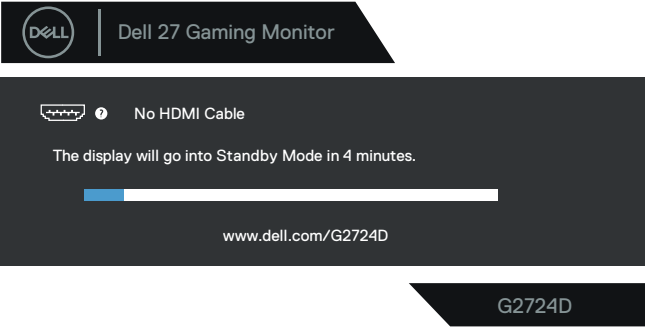 DELL
Dell 27 Gaming Monitor
? No HDMI Cable
The display will go into Standby Mode in 4 minutes.
www.dell.com/G2724D
G2724D